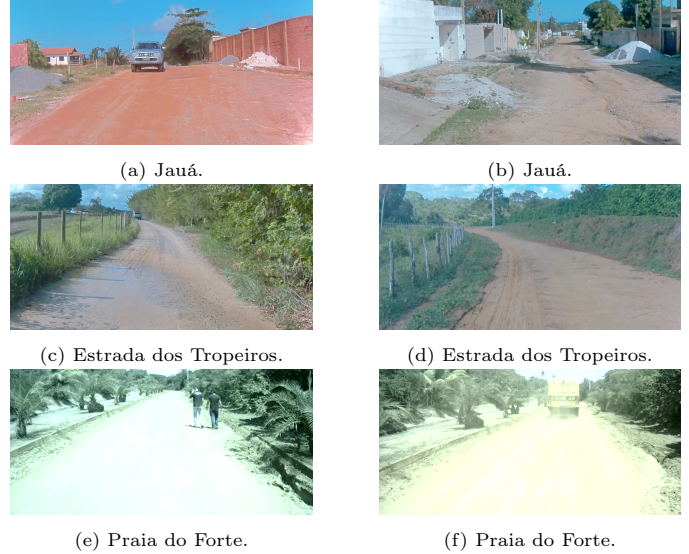 (a) Jauá.
(b) Jauá.
(c) Estrada dos Tropeiros.
(d) Estrada dos Tropeiros.
(e) Praia do Forte.
(f) Praia do Forte.